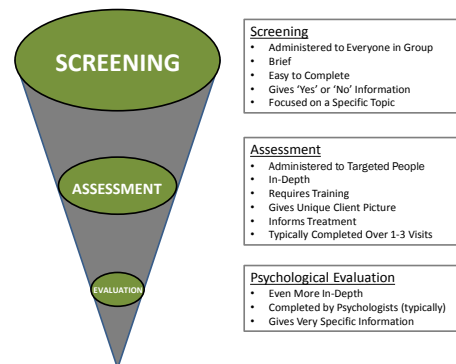 SCREENING
Screening
• Administered to Everyone in Group
• Brief
• Easy to Complete
• Gives ‘Yes’ or ‘No’ Information
• Focused on a Specific Topic
ASSESSMENT
Assessment
• Administered to Targeted People
• In-Depth
• Requires Training
• Gives Unique Client Picture
• Informs Treatment
• Typically Completed Over 1-3 Visits
EVALUATION
Psychological Evaluation
• Even More In-Depth
• Completed by Psychologists (typically)
• Gives Very Specific Information